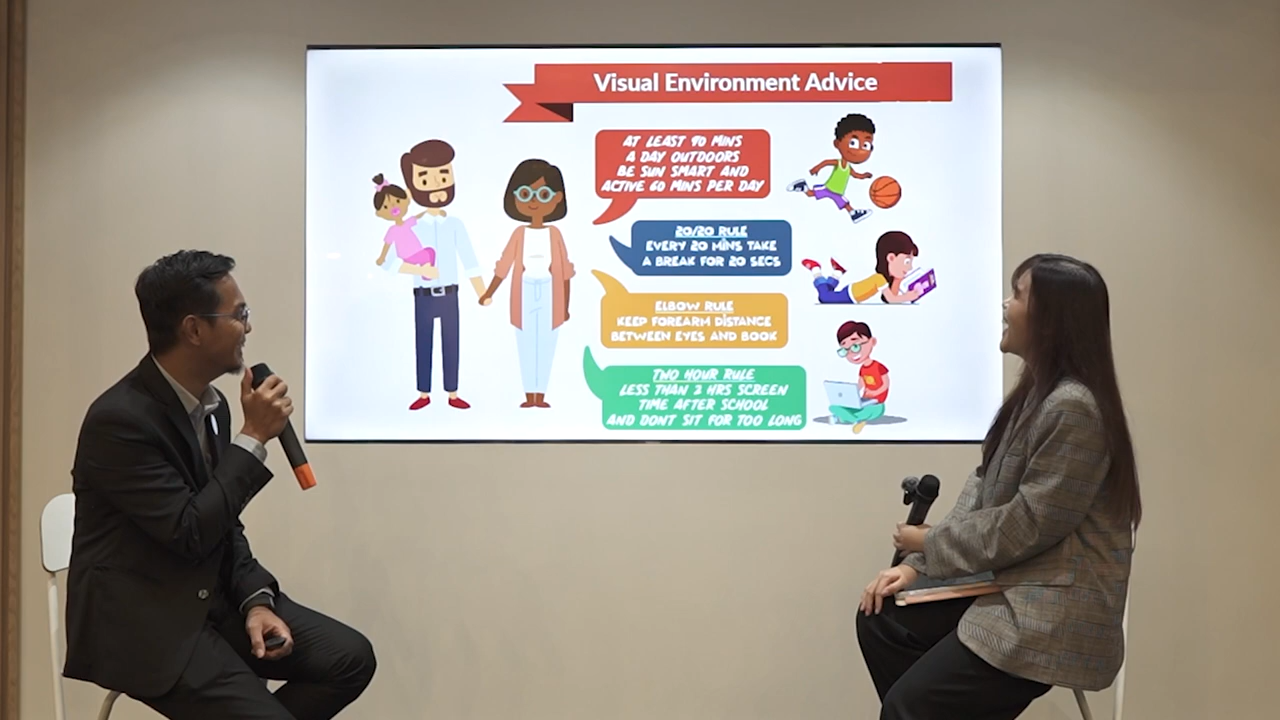 Visual Environment Advice
AT LEAST 90 MINS
A DAY OUTDOORS
BE SUN SMART AND
ACTIVE 60 MINS PER DAY
20/20 RULE
EVERY 20 MINS TAKE
A BREAK FOR 20 SECS
ELBOW RULE
KEEP FOREARM DISTANCE
BETWEEN EYES AND BOOK
TWO HOUR RULE
LESS THAN 2 HRS SCREEN
TIME AFTER SCHOOL
AND DONT SIT FOR TOO LONG